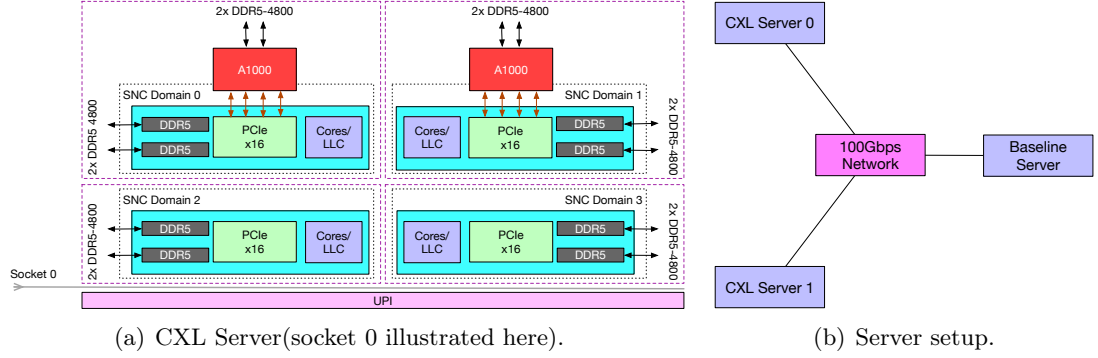 2x DDR5-4800
2x DDR5-4800
A1000
A1000
SNC Domain 0
SNC Domain 1
2x DDR5 4800
DDR5
DDR5
PCIe
x16
Cores/
LLC
Cores/
LLC
PCIe
x16
DDR5
DDR5
2x DDR5-4800
SNC Domain 2
SNC Domain 3
2x DDR5-4800
DDR5
DDR5
PCIe
x16
Cores/
LLC
Cores/
LLC
PCIe
x16
DDR5
DDR5
2x DDR5-4800
Socket 0
UPI
(a) CXL Server(socket 0 illustrated here).
CXL Server 0
100Gbps
Network
Baseline
Server
CXL Server 1
(b) Server setup.